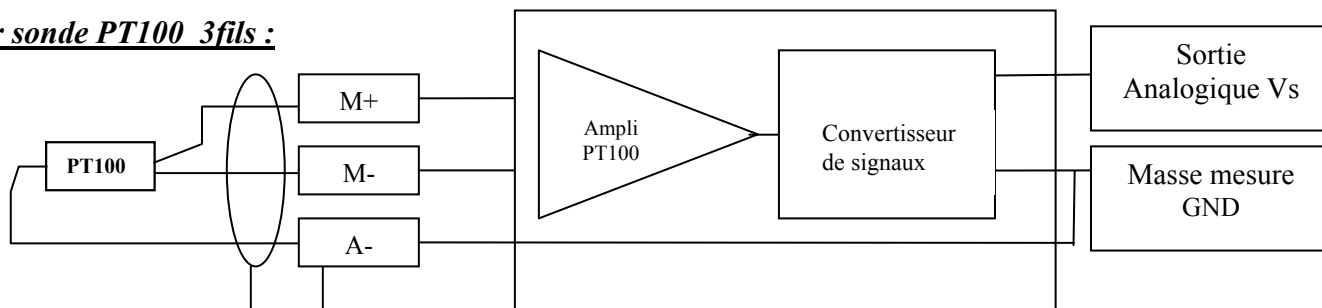 r sonde PT100 3fils :
M+
Sortie
Analogique Vs
Ampli
PT100
Convertisseur
de signaux
PT100
M-
Masse mesure
GND
A-